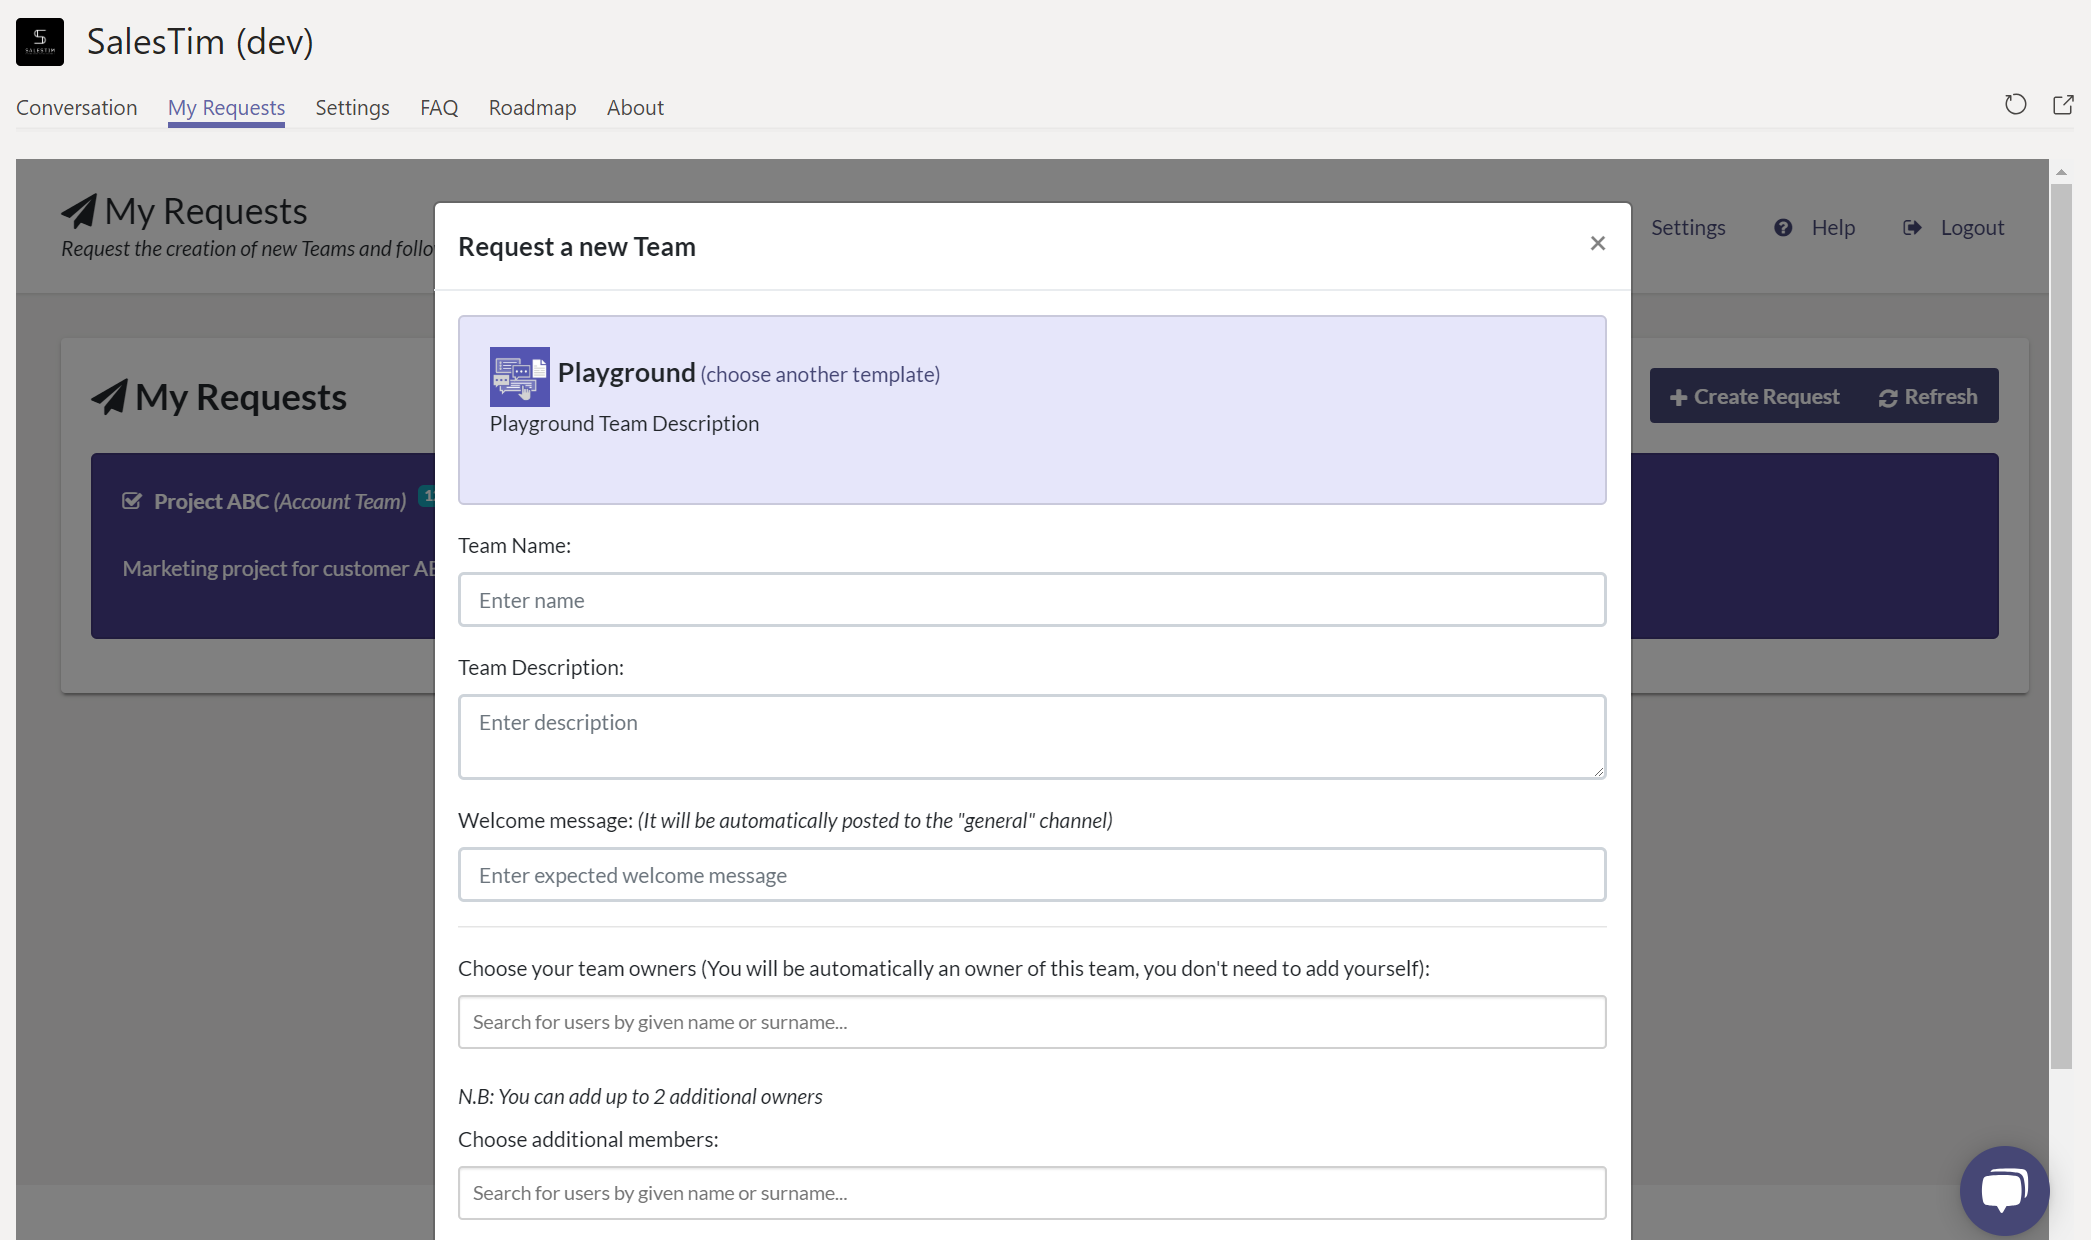 SALESTIM
SalesTim (dev)
Conversation My Requests Settings FAQ Roadmap About
My Requests
Request the creation of new Teams and follo
Settings Help Logout
Request a new Team ×
My Requests
Create Request Refresh
Playground (choose another template)
Playground Team Description
Project ABC (Account Team)
Marketing project for customer
Team Name:
Enter name
Team Description:
Enter description
Welcome message: (It will be automatically posted to the "general" channel)
Enter expected welcome message
Choose your team owners (You will be automatically an owner of this team, you don't need to add yourself):
Search for users by given name or surname...
N.B: You can add up to 2 additional owners
Choose additional members:
Search for users by given name or surname...